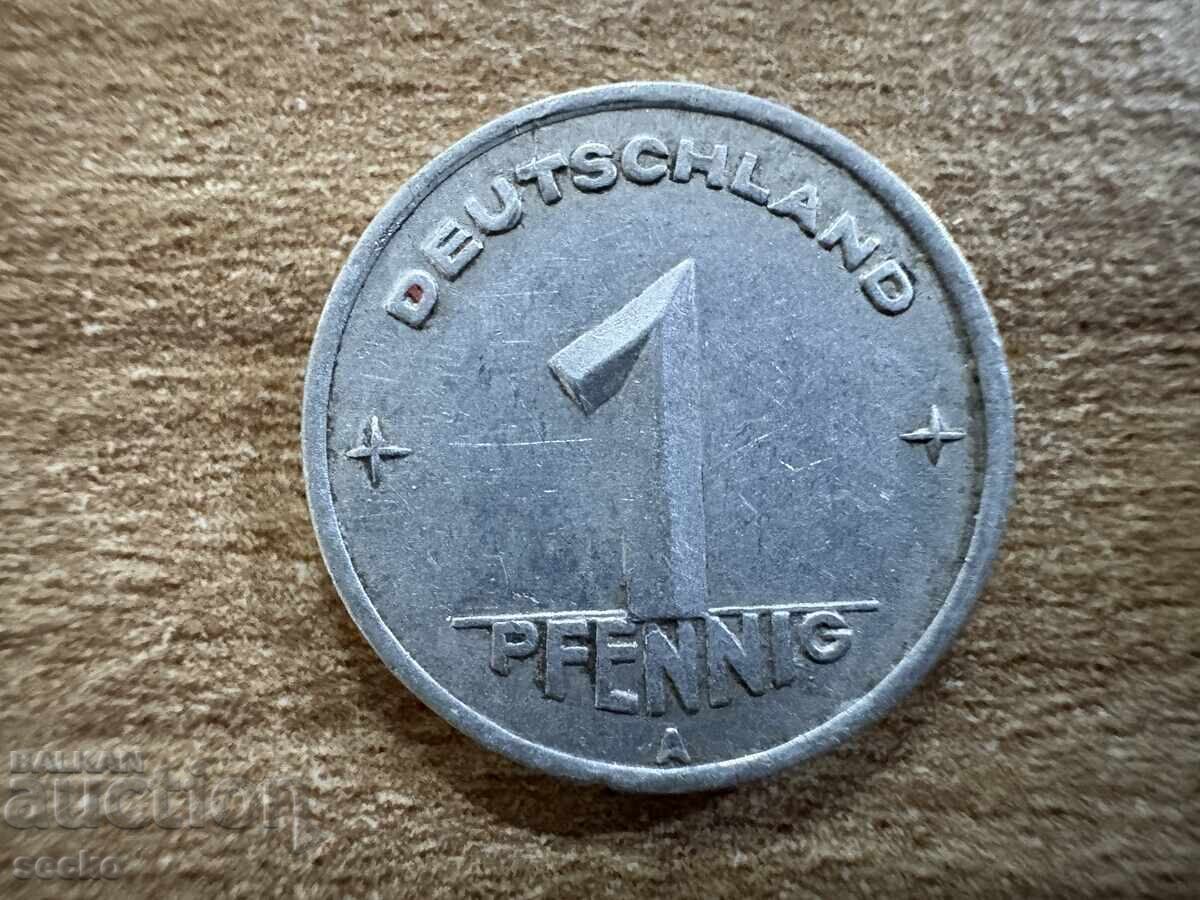 DEUTSCHLAND
1
PFENNIG
A
BALKAN
auction
secko